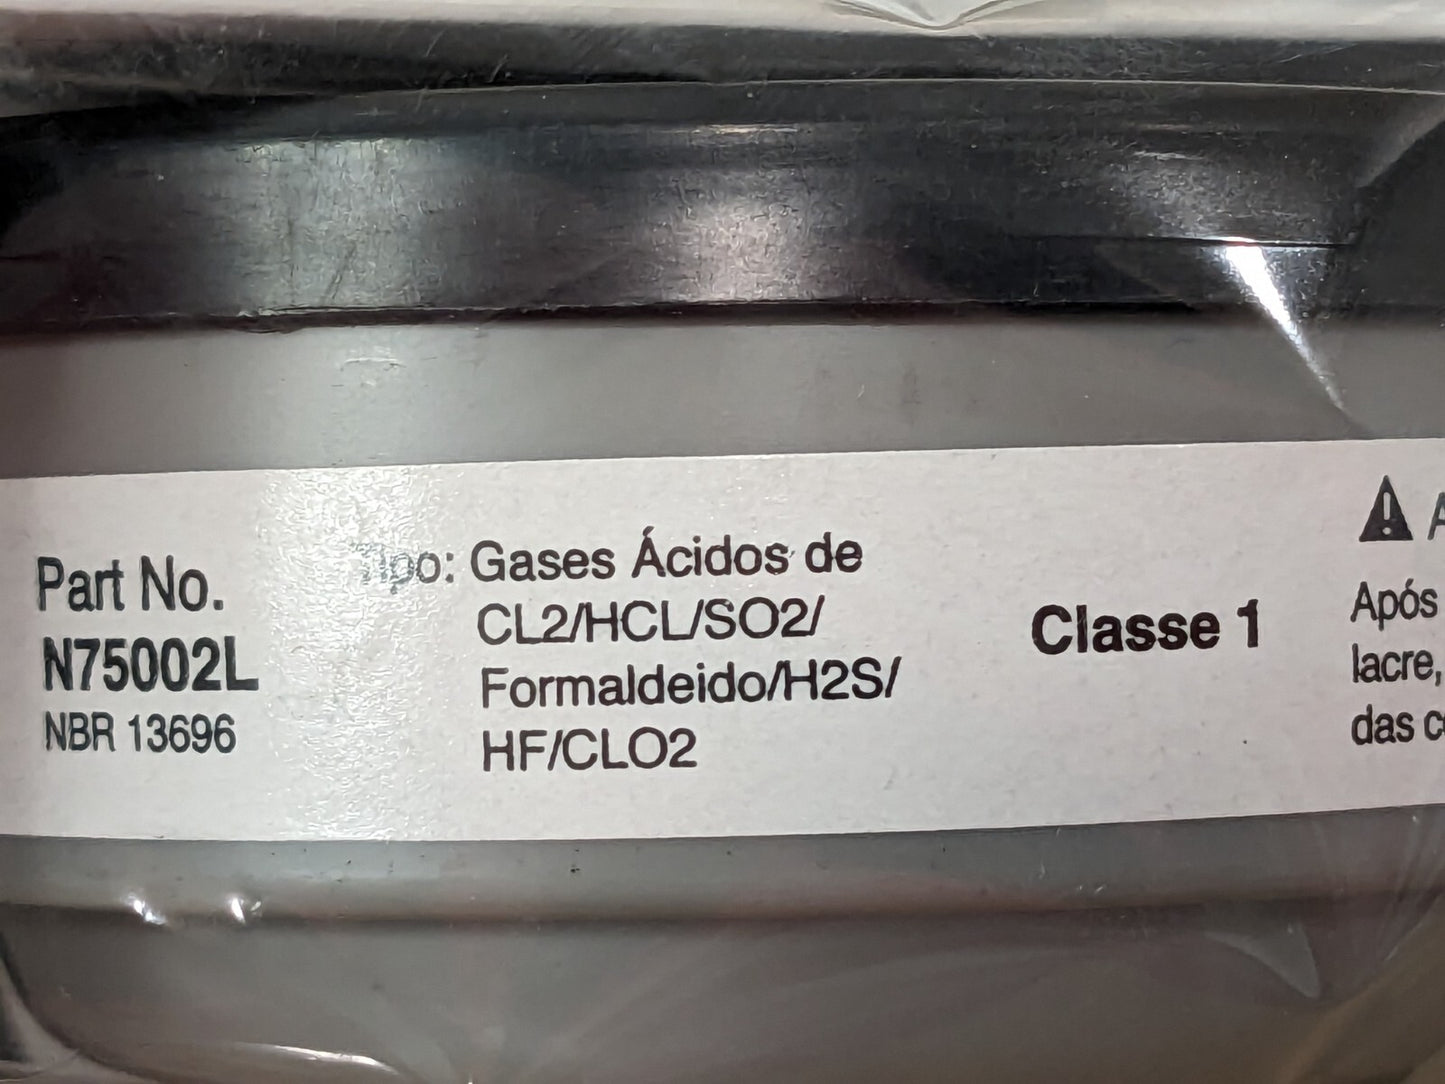 Part No.
N75002L
NBR 13696
Tipo: Gases Ácidos de
CL2/HCL/SO2/
Formaldeido/H2S/
HF/CLO2
Classe 1
Após
lacre,
das